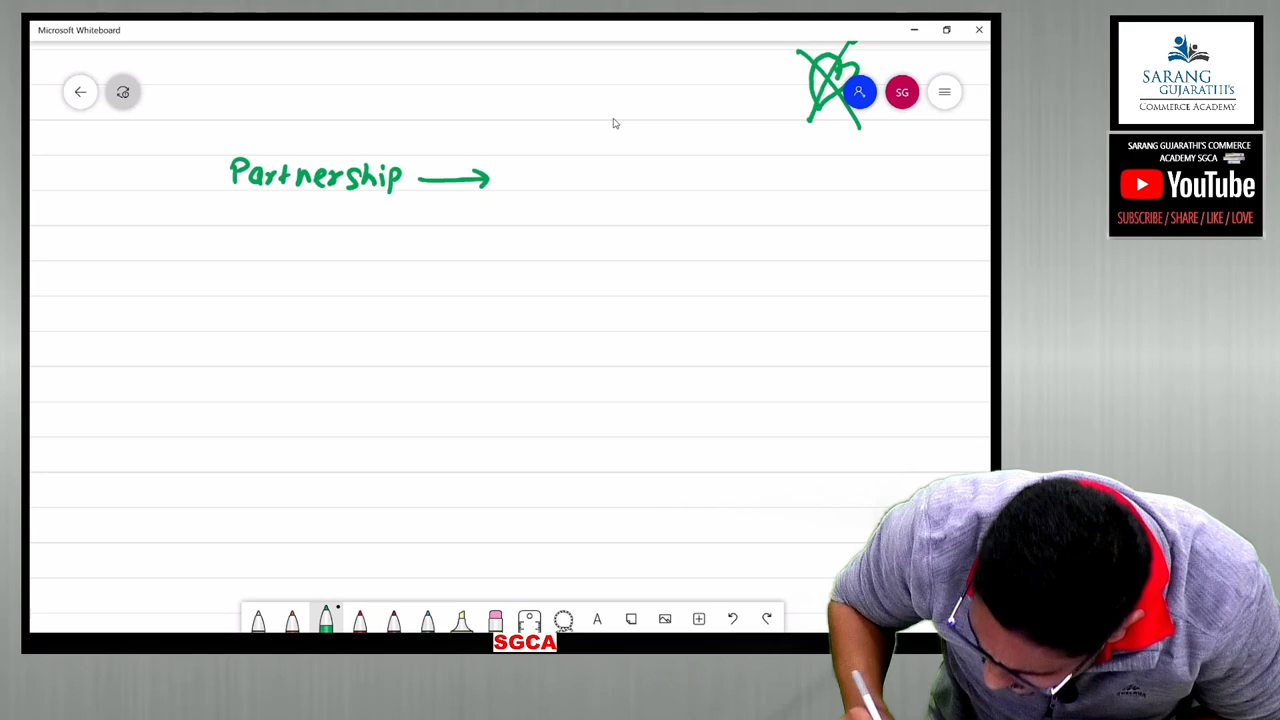 Microsoft Whiteboard
SG
Partnership →
SARANG
GUJARATHI'S
COMMERCE ACADEMY
SARANG GUJARATHI'S COMMERCE
ACADEMY SGCA
YouTube
SUBSCRIBE / SHARE / LIKE / LOVE
A
SGCA